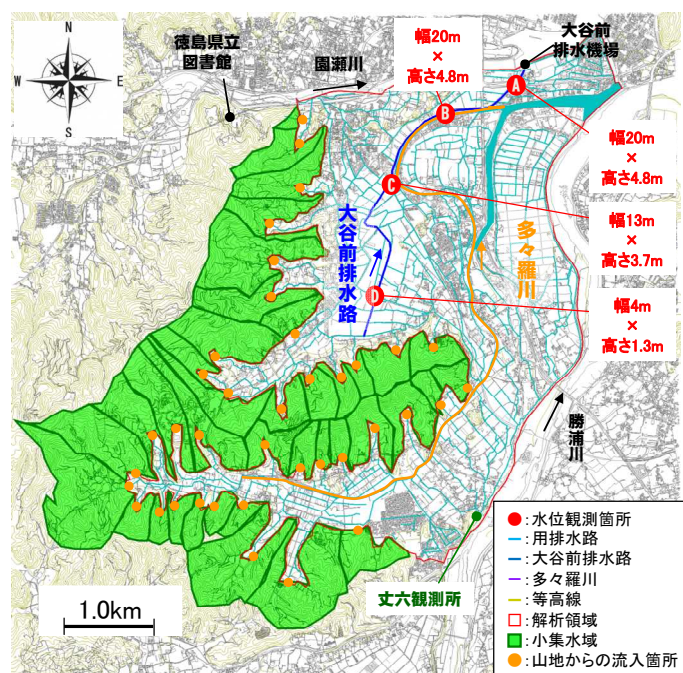 N
W
E
S
徳島県立
図書館
園瀬川
幅20m
×
高さ4.8m
大谷前
排水機場
A
B
幅20m
×
高さ4.8m
C
幅13m
×
高さ3.7m
大谷前排水路
多々羅川
D
幅4m
×
高さ1.3m
勝浦川
丈六観測所
1.0km
:水位観測箇所
:用排水路
:大谷前排水路
:多々羅川
:等高線
:解析領域
:小集水域
:山地からの流入箇所